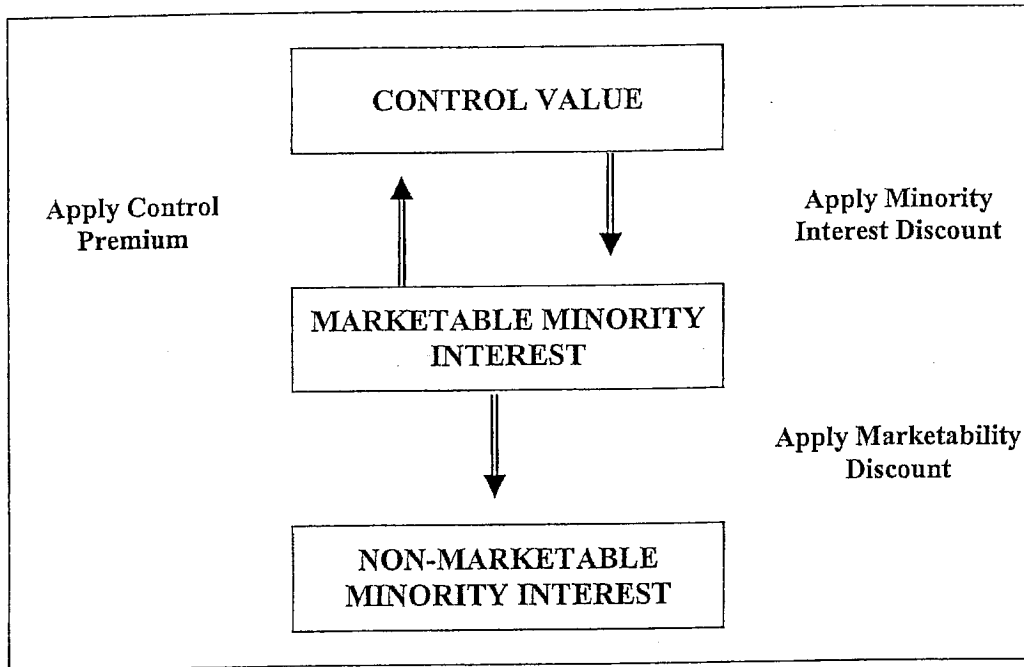 CONTROL VALUE
Apply Control
Premium
Apply Minority
Interest Discount
MARKETABLE MINORITY
INTEREST
Apply Marketability
Discount
NON-MARKETABLE
MINORITY INTEREST